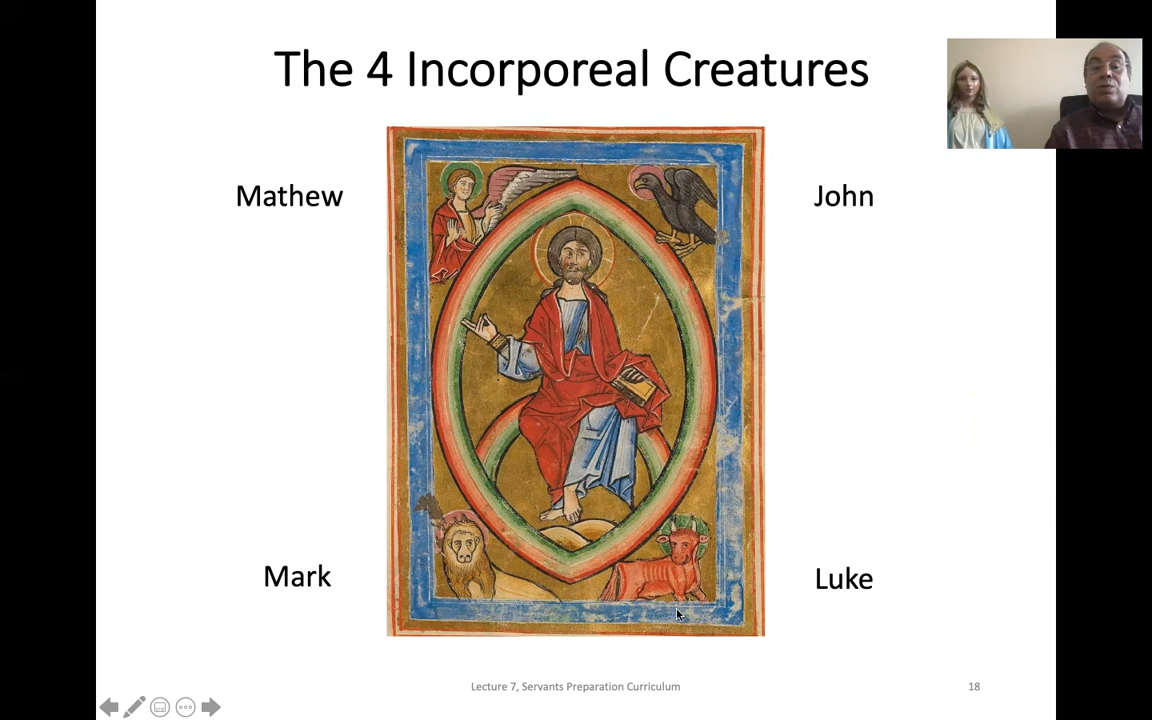 The 4 Incorporeal Creatures
Mathew
John
Mark
Luke
Lecture 7, Servants Preparation Curriculum
18